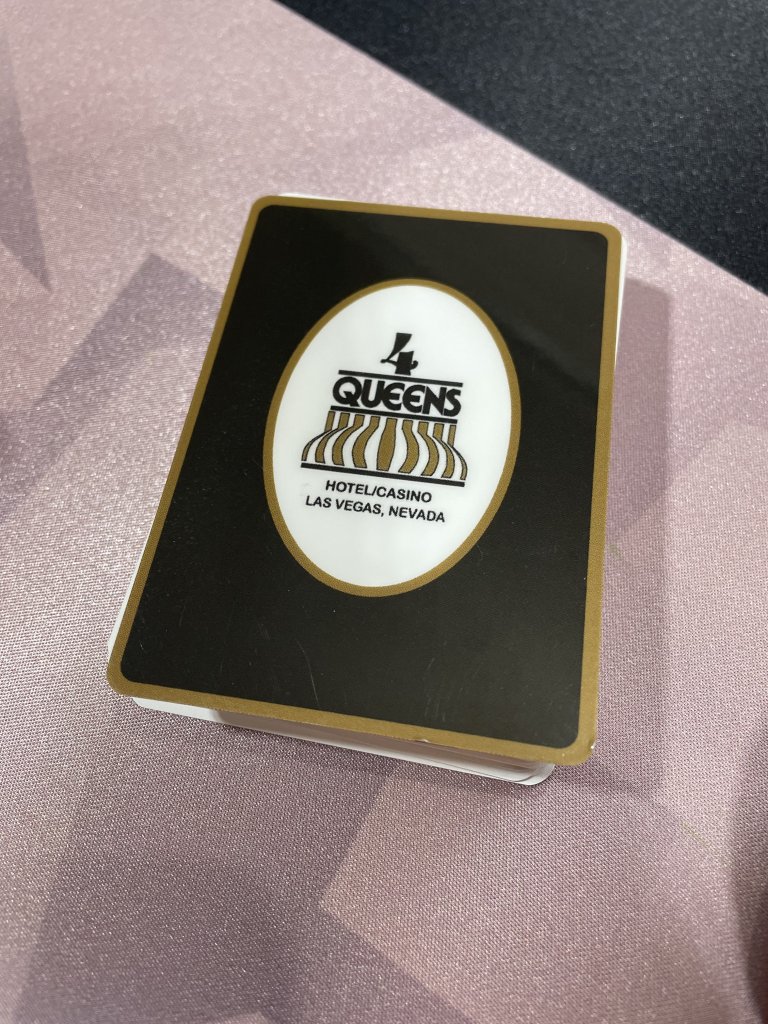 4
QUEENS
HOTEL/CASINO
LAS VEGAS, NEVADA